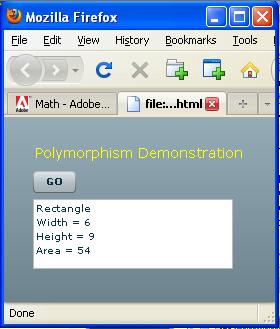 Mozilla Firefox
File Edit View History Bookmarks Tools
Math - Adobe... file:...html
Polymorphism Demonstration
GO
Rectangle
Width = 6
Height = 9
Area = 54
Done